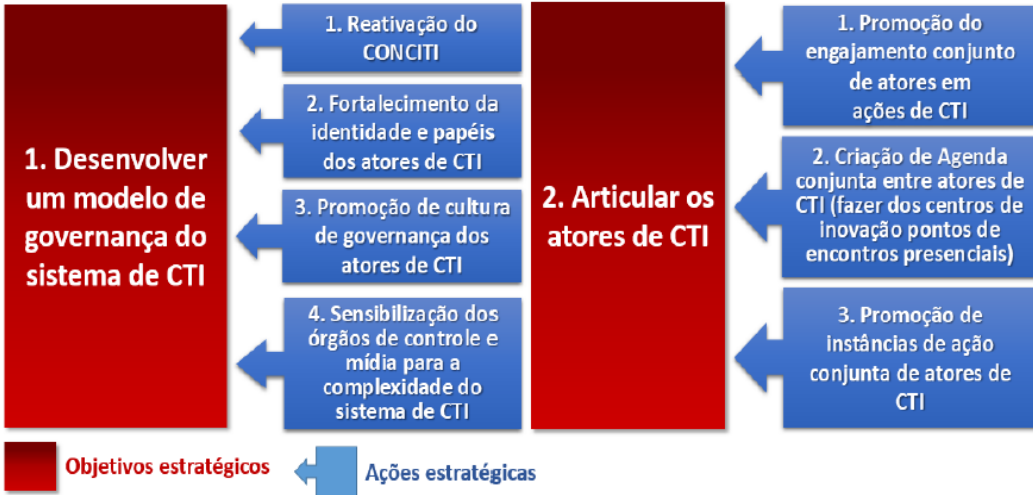 1. Desenvolver
um modelo de
governança do
sistema de CTI
1. Reativação do
CONCITI
2. Fortalecimento da
identidade e papéis
dos atores de CTI
3. Promoção de cultura
de governança dos
atores de CTI
4. Sensibilização dos
órgãos de controle e
mídia para a
complexidade do
sistema de CTI
2. Articular os
atores de CTI
1. Promoção do
engajamento conjunto
de atores em
ações de CTI
2. Criação de Agenda
conjunta entre atores de
CTI (fazer dos centros de
inovação pontos de
encontros presenciais)
3. Promoção de
instâncias de ação
conjunta de atores de
CTI
Objetivos estratégicos
Ações estratégicas